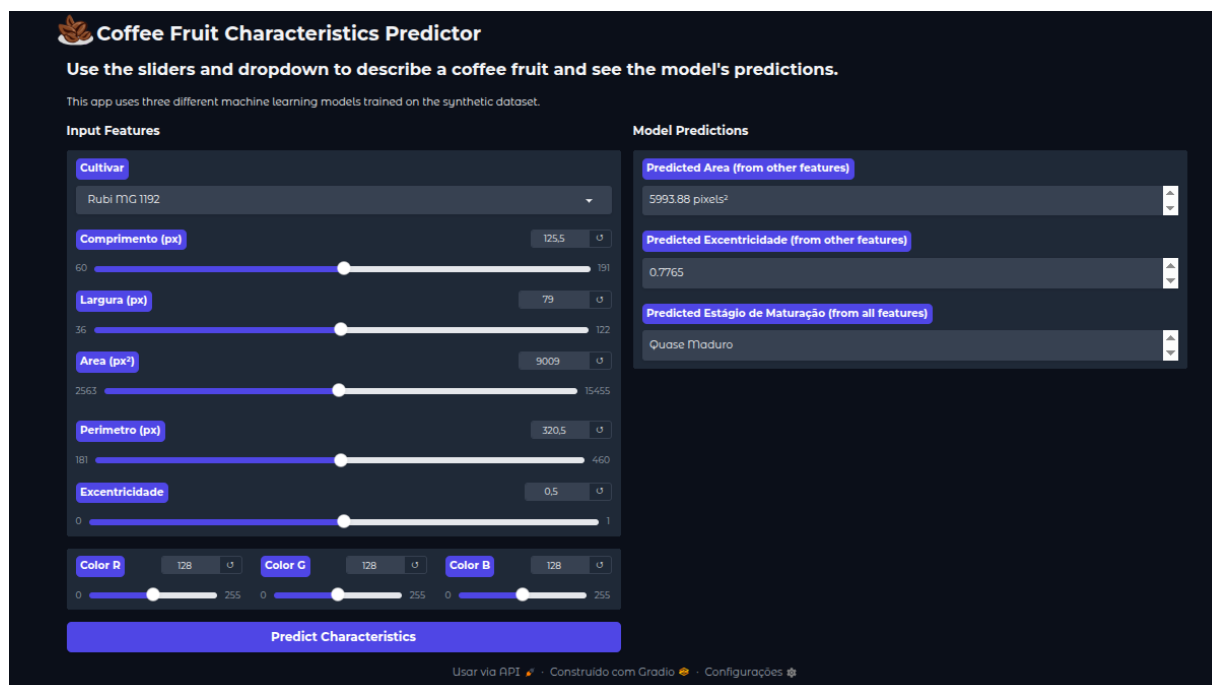 Coffee Fruit Characteristics Predictor
Use the sliders and dropdown to describe a coffee fruit and see the model's predictions.
This app uses three different machine learning models trained on the synthetic dataset.
Input Features
Cultivar
Rubi MG 1192
Comprimento (px)
125,5
60
191
Largura (px)
79
36
122
Area (px²)
9009
2563
15455
Perimetro (px)
320,5
181
460
Excentricidade
0,5
0
1
Color R
128
0
255
Color G
128
0
255
Color B
128
0
255
Predict Characteristics
Model Predictions
Predicted Area (from other features)
5993.88 pixels²
Predicted Excentricidade (from other features)
0.7765
Predicted Estágio de Maturação (from all features)
Quase Maduro
Usar via API · Construído com Gradio · Configurações